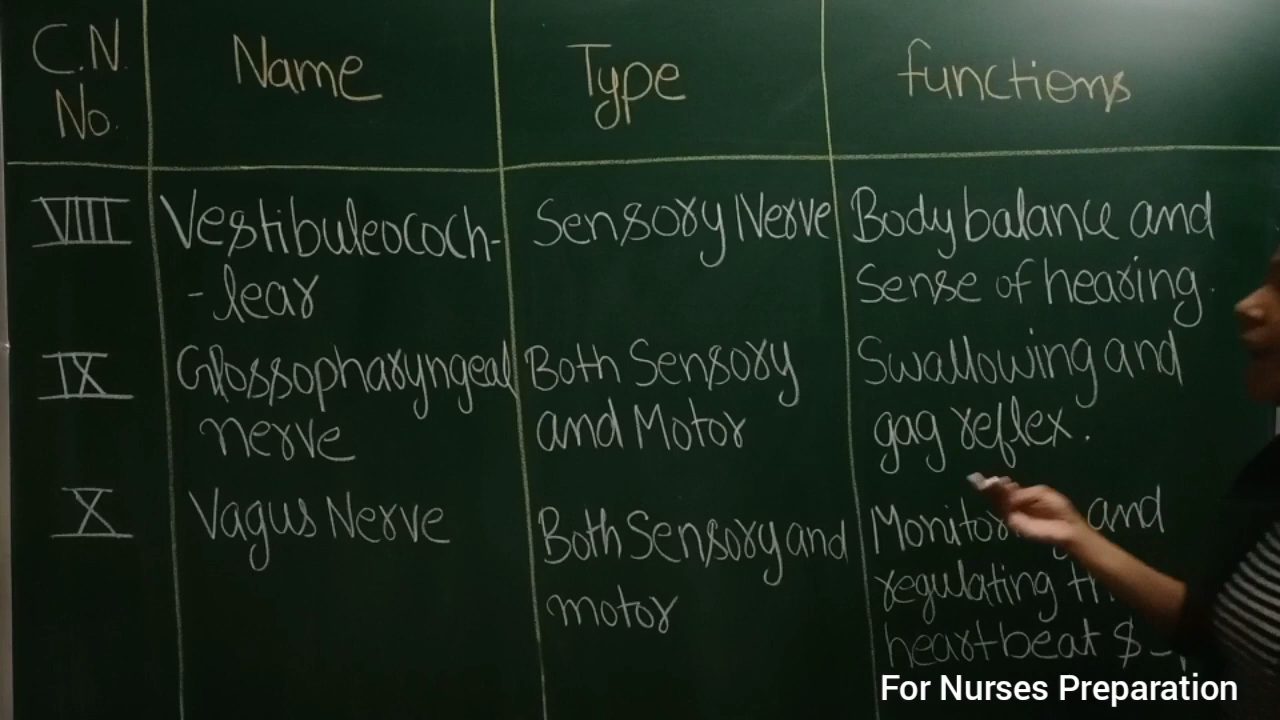 C.N. No. Name Type functions
VIII Vestibuleococh- Sensory Nerve Body balance and
-lear Sense of hearing.
IX Glossopharyngeal Both Sensory Swallowing and
nerve and Motor gag reflex.
X Vagus Nerve Both Sensory and and
motor regulating
heartbeat $
For Nurses Preparation